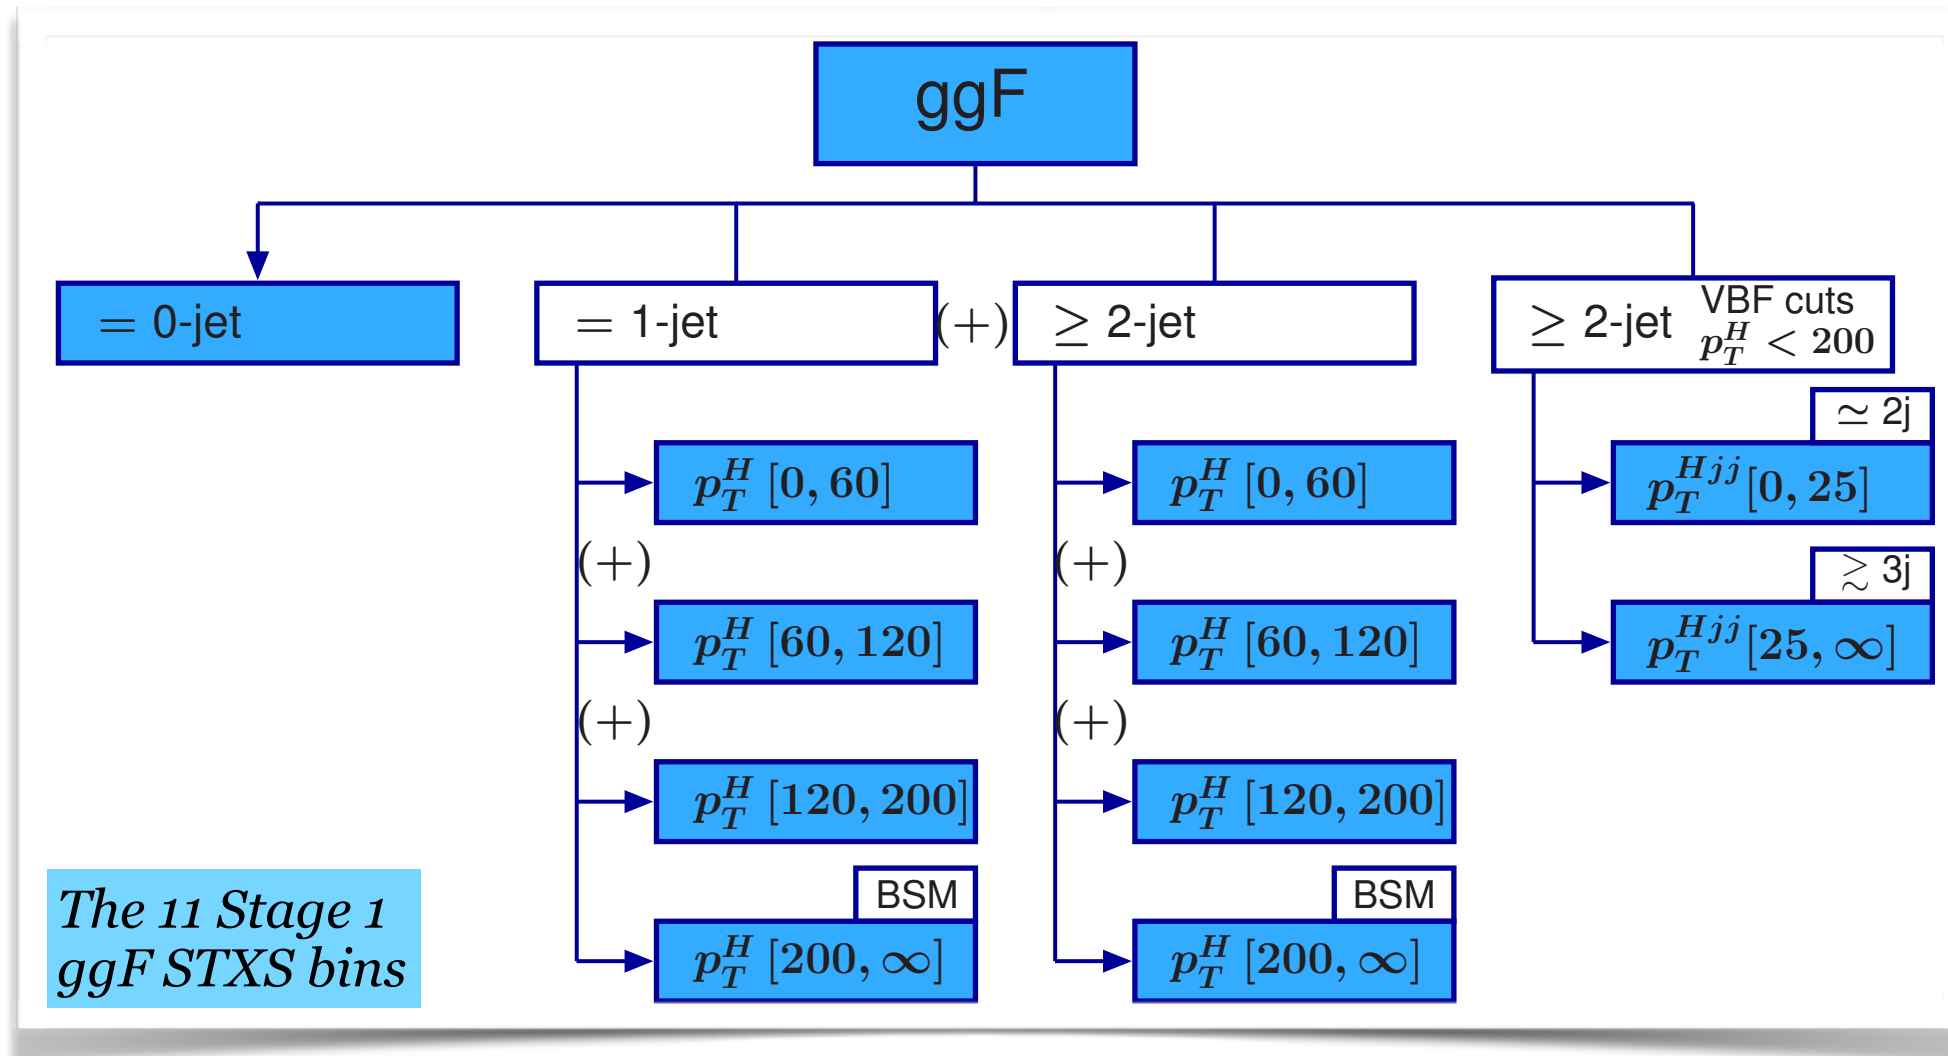 ggF
= 0-jet
= 1-jet
(+)
≥ 2-jet
≥ 2-jet VBF cuts
p_T^H < 200
p_T^H [0, 60]
(+)
p_T^H [60, 120]
(+)
p_T^H [120, 200]
BSM
p_T^H [200, ∞]
p_T^H [0, 60]
(+)
p_T^H [60, 120]
(+)
p_T^H [120, 200]
BSM
p_T^H [200, ∞]
≃ 2j
p_T^{Hjj} [0, 25]
≳ 3j
p_T^{Hjj} [25, ∞]
The 11 Stage 1
ggF STXS bins